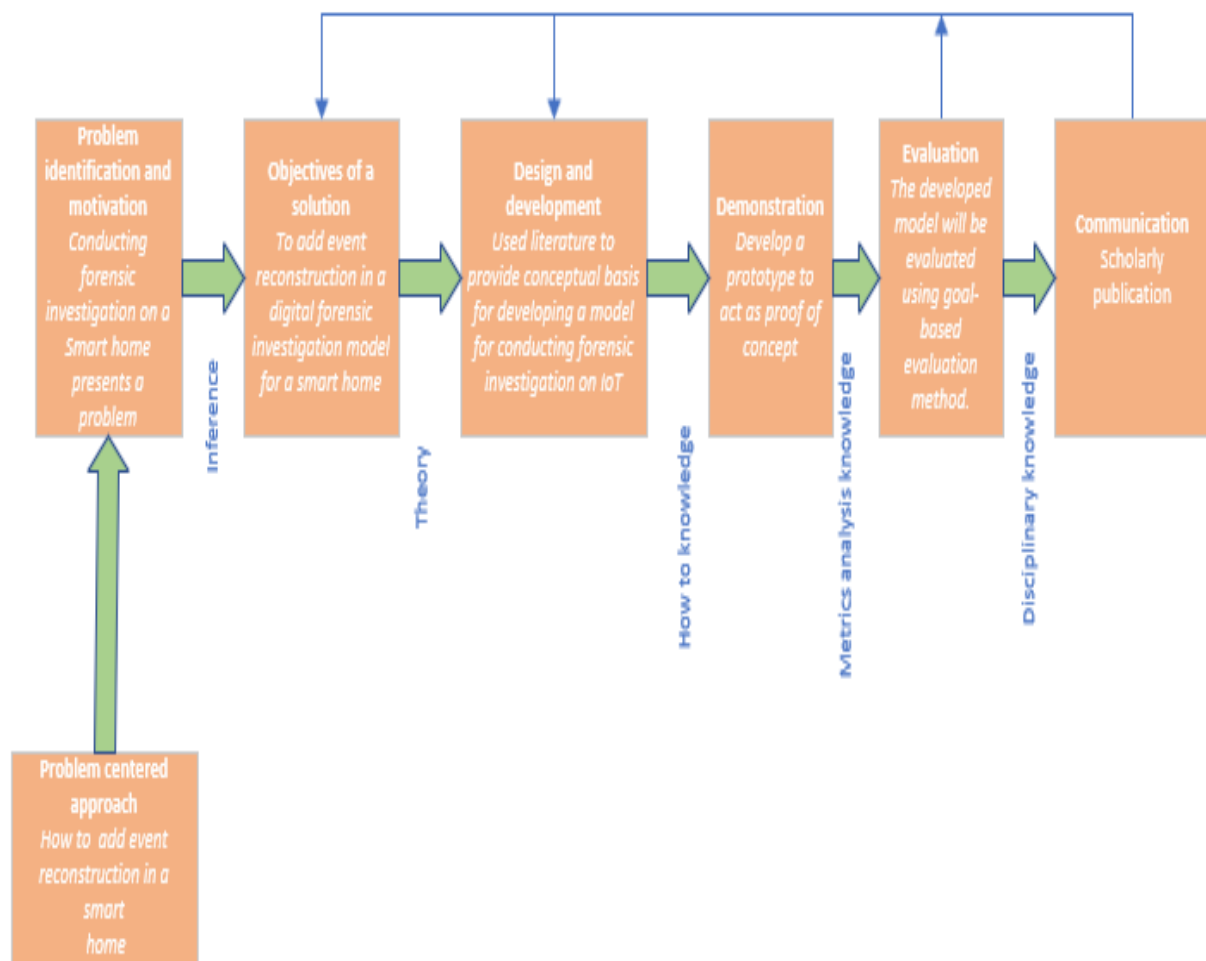 Problem
identification and
motivation
Conducting
forensic
investigation on a
Smart home
presents a
problem
Inference
Objectives of a
solution
To add event
reconstruction in a
digital forensic
investigation model
for a smart home
Theory
Design and
development
Used literature to
provide conceptual basis
for developing a model
for conducting forensic
investigation on IoT
How to knowledge
Demonstration
Develop a
prototype to
act as proof of
concept
Metrics analysis knowledge
Evaluation
The developed
model will be
evaluated
using goal-
based
evaluation
method.
Disciplinary knowledge
Communication
Scholarly
publication
Problem centered
approach
How to add event
reconstruction in a
smart
home